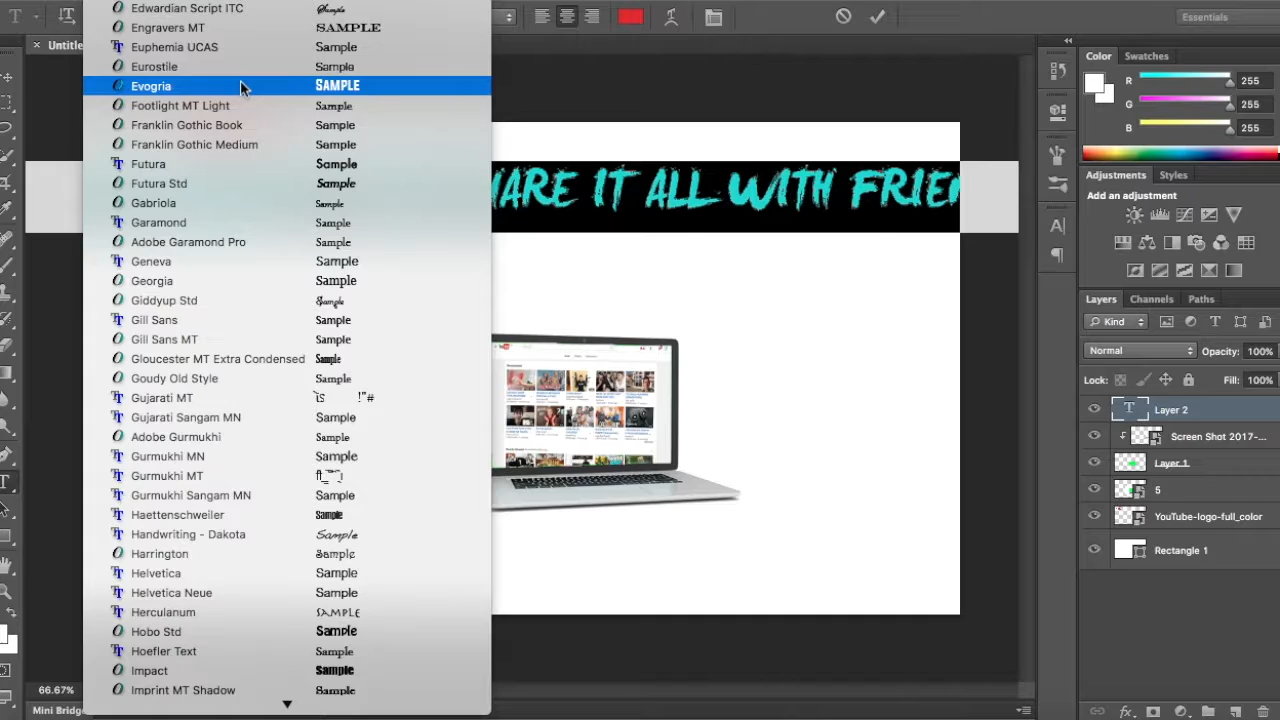 Essentials
Untitle
Edwardian Script ITC Sample
Engravers MT SAMPLE
Euphemia UCAS Sample
Eurostile Sample
Evogria SAMPLE
Footlight MT Light Sample
Franklin Gothic Book Sample
Franklin Gothic Medium Sample
Futura Sample
Futura Std Sample
Gabriola Sample
Garamond Sample
Adobe Garamond Pro Sample
Geneva Sample
Georgia Sample
Giddyup Std Sample
Gill Sans Sample
Gill Sans MT Sample
Gloucester MT Extra Condensed Sample
Goudy Old Style Sample
Gujarati MT
Gujarati Sangam MN Sample
Adobe Gurmukhi Sample
Gurmukhi MN Sample
Gurmukhi MT
Gurmukhi Sangam MN Sample
Haettenschweiler Sample
Handwriting - Dakota Sample
Harrington Sample
Helvetica Sample
Helvetica Neue Sample
Herculanum SAMPLE
Hobo Std Sample
Hoefler Text Sample
Impact Sample
Imprint MT Shadow Sample
HARE IT ALL WITH FRIEN
66.67%
Mini Bridge
Color Swatches
R 255
G 255
B 255
Adjustments Styles
Add an adjustment
Layers Channels Paths
Kind
Normal Opacity: 100%
Lock: Fill: 100
Layer 2
Screen Shot 2017-...
Layer 1
5
YouTube-logo-full_color
Rectangle 1